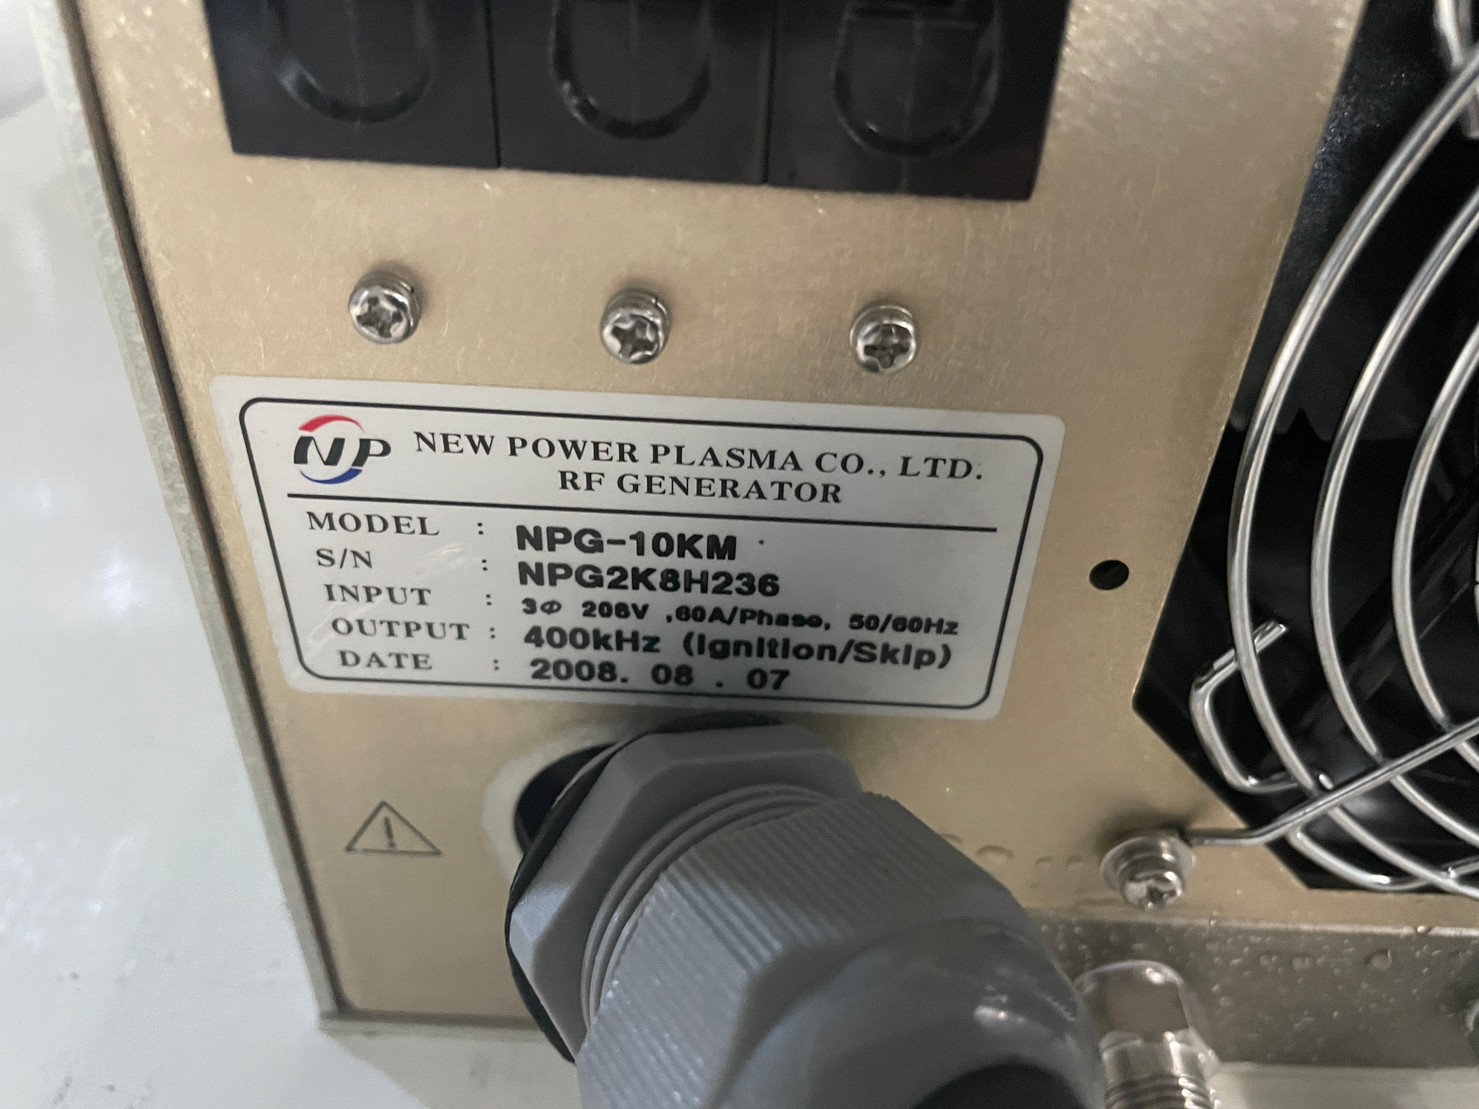 NP NEW POWER PLASMA CO., LTD.
RF GENERATOR
MODEL : NPG-10KM
S/N : NPG2K8H236
INPUT : 3Φ 208V ,60A/Phase, 50/60Hz
OUTPUT : 400kHz (Ignition/Skip)
DATE : 2008. 08 . 07